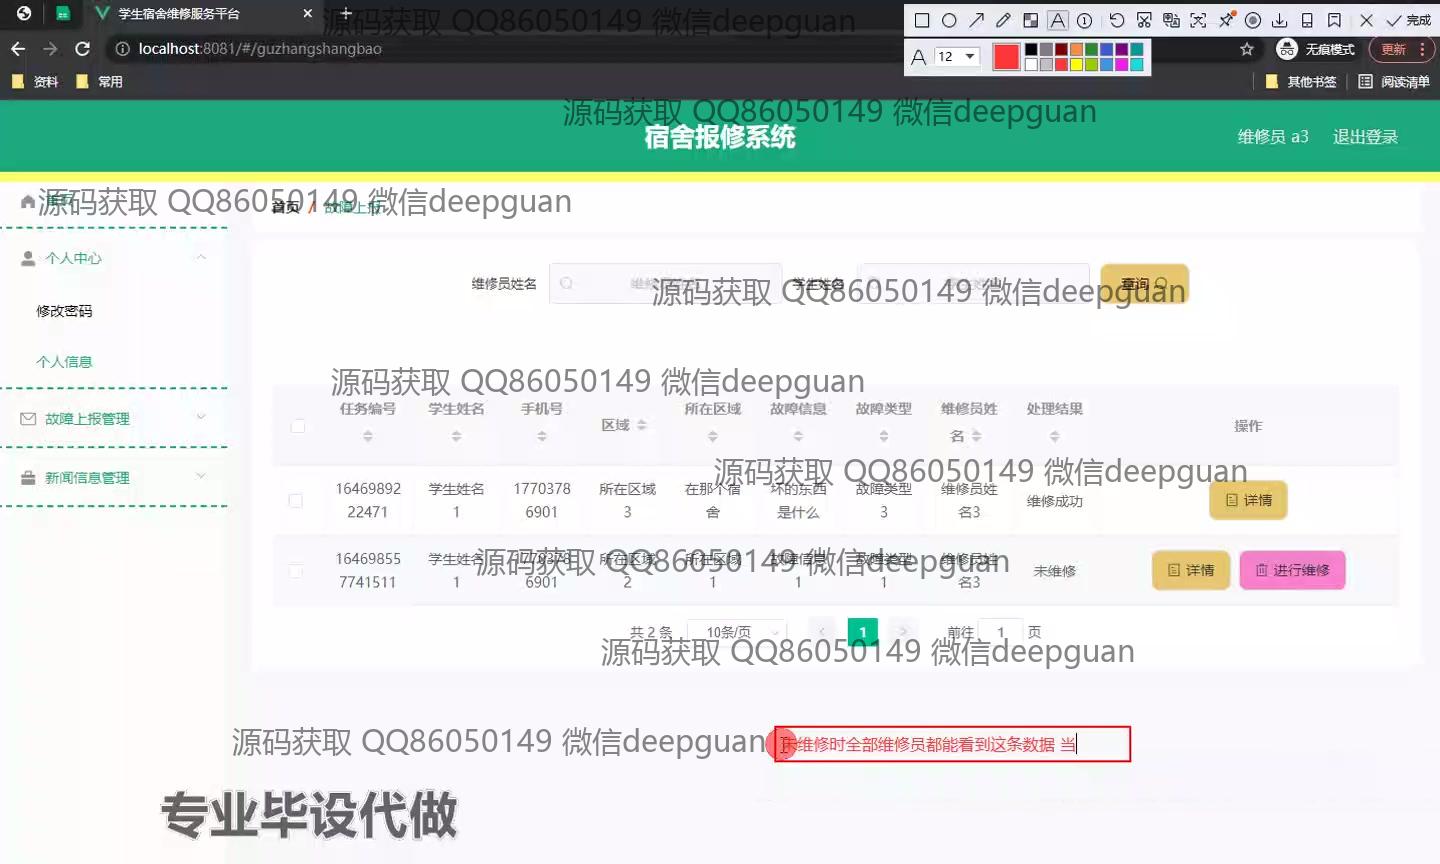 学生宿舍维修服务平台
源码获取 QQ86050149 微信deepguan
12
完成
localhost:8081/#/guzhangshangbao
无痕模式
更新
资料
常用
其他书签
阅读清单
源码获取 QQ86050149 微信deepguan
宿舍报修系统
维修员 a3
退出登录
源码获取 QQ86050149 微信deepguan
首页 / 故障上报
个人中心
修改密码
个人信息
故障上报管理
新闻信息管理
维修员姓名
学生姓名
查询
源码获取 QQ86050149 微信deepguan
源码获取 QQ86050149 微信deepguan
任务编号 学生姓名 手机号 区域 所在区域 故障信息 故障类型 维修员姓名 处理结果 操作
源码获取 QQ86050149 微信deepguan
16469892 学生姓名 1770378 所在区域 在那个宿 坏的东西 故障类型 维修员姓 维修成功 详情
22471 1 6901 3 舍 是什么 3 名3
源码获取 QQ86050149 微信deepguan
16469855 学生姓名 1770378 所在区域 所在区域 故障信息 故障类型 维修员姓 未维修 详情 进行维修
7741511 1 6901 2 1 1 1 名3
共 2 条 10条/页 1 前往 1 页
源码获取 QQ86050149 微信deepguan
源码获取 QQ86050149 微信deepguan
未维修时全部维修员都能看到这条数据 当
专业毕设代做